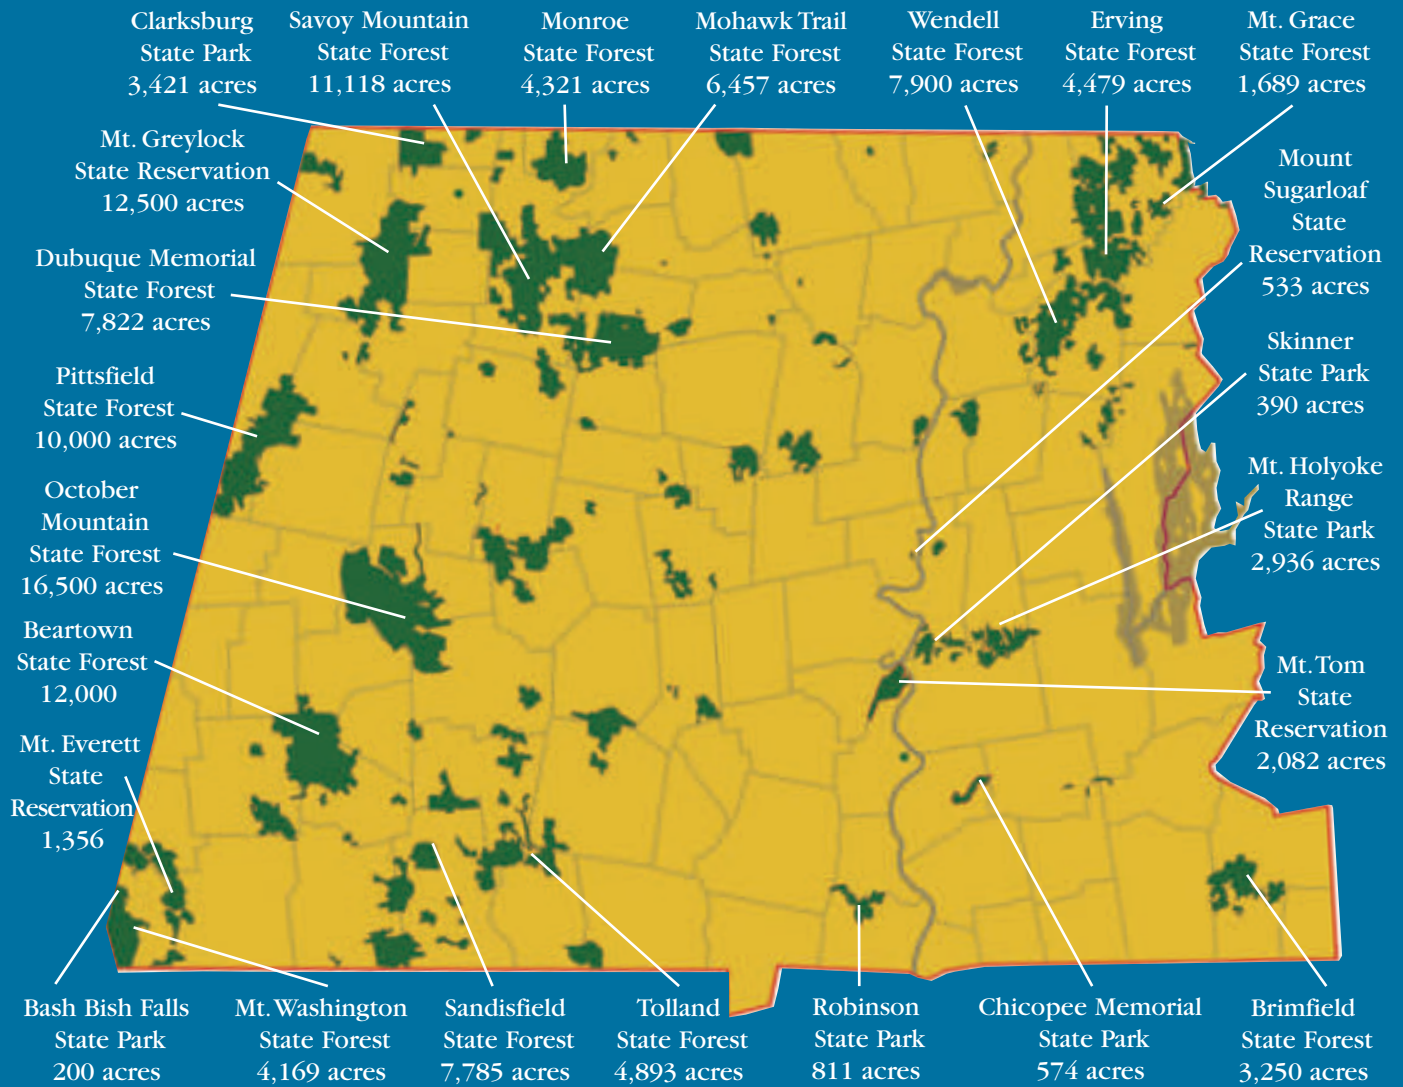 Clarksburg
State Park
3,421 acres
Savoy Mountain
State Forest
11,118 acres
Monroe
State Forest
4,321 acres
Mohawk Trail
State Forest
6,457 acres
Wendell
State Forest
7,900 acres
Erving
State Forest
4,479 acres
Mt. Grace
State Forest
1,689 acres
Mt. Greylock
State Reservation
12,500 acres
Dubuque Memorial
State Forest
7,822 acres
Pittsfield
State Forest
10,000 acres
October
Mountain
State Forest
16,500 acres
Beartown
State Forest
12,000
Mt. Everett
State
Reservation
1,356
Mount
Sugarloaf
State
Reservation
533 acres
Skinner
State Park
390 acres
Mt. Holyoke
Range
State Park
2,936 acres
Mt. Tom
State
Reservation
2,082 acres
Bash Bish Falls
State Park
200 acres
Mt. Washington
State Forest
4,169 acres
Sandisfield
State Forest
7,785 acres
Tolland
State Forest
4,893 acres
Robinson
State Park
811 acres
Chicopee Memorial
State Park
574 acres
Brimfield
State Forest
3,250 acres